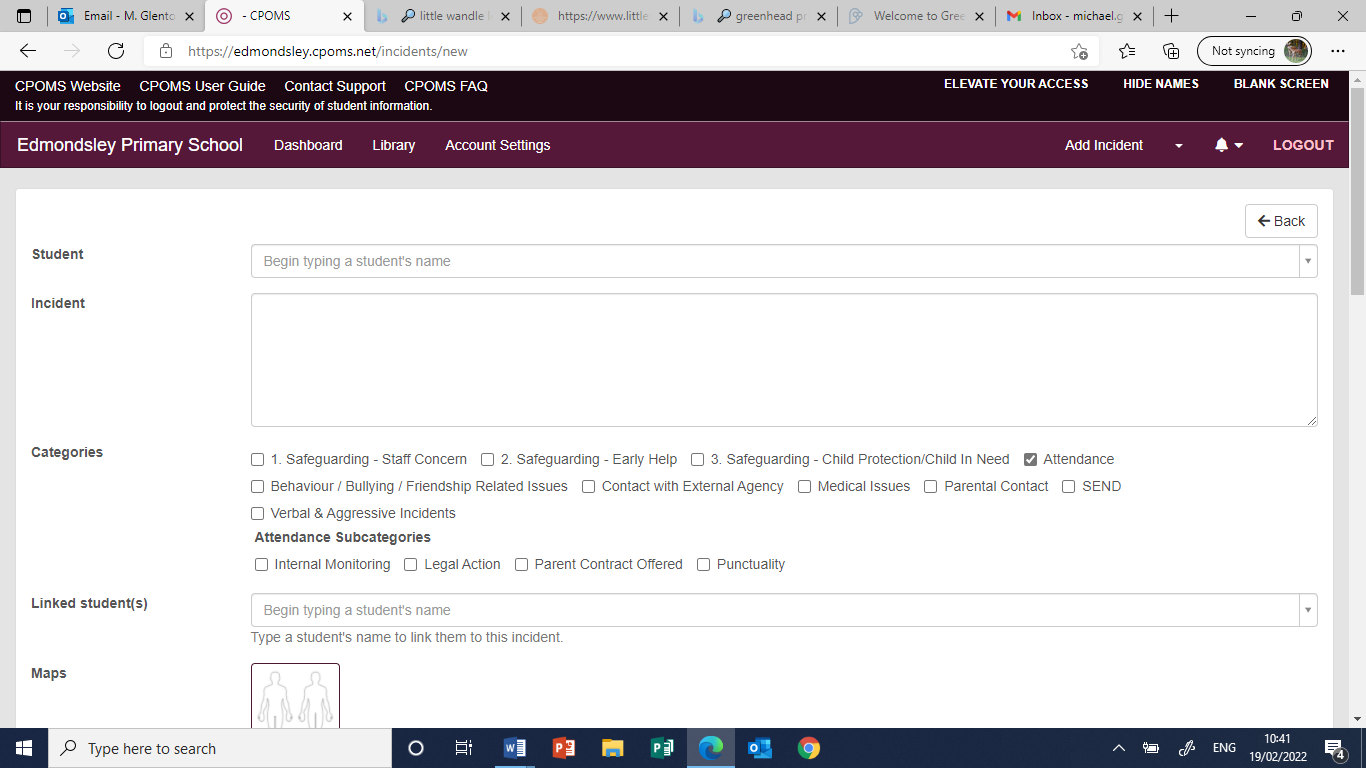 Email - M. Glento
- CPOMS
little wandle l
https://www.little
greenhead pr
Welcome to Gree
Inbox - michael.g
https://edmondsley.cpoms.net/incidents/new
Not syncing
CPOMS Website CPOMS User Guide Contact Support CPOMS FAQ
ELEVATE YOUR ACCESS HIDE NAMES BLANK SCREEN
It is your responsibility to logout and protect the security of student information.
Edmondsley Primary School Dashboard Library Account Settings Add Incident LOGOUT
Back
Student
Begin typing a student's name
Incident
Categories
1. Safeguarding - Staff Concern 2. Safeguarding - Early Help 3. Safeguarding - Child Protection/Child In Need Attendance
Behaviour / Bullying / Friendship Related Issues Contact with External Agency Medical Issues Parental Contact SEND
Verbal & Aggressive Incidents
Attendance Subcategories
Internal Monitoring Legal Action Parent Contract Offered Punctuality
Linked student(s)
Begin typing a student's name
Type a student's name to link them to this incident.
Maps
Type here to search
ENG
10:41
19/02/2022
4